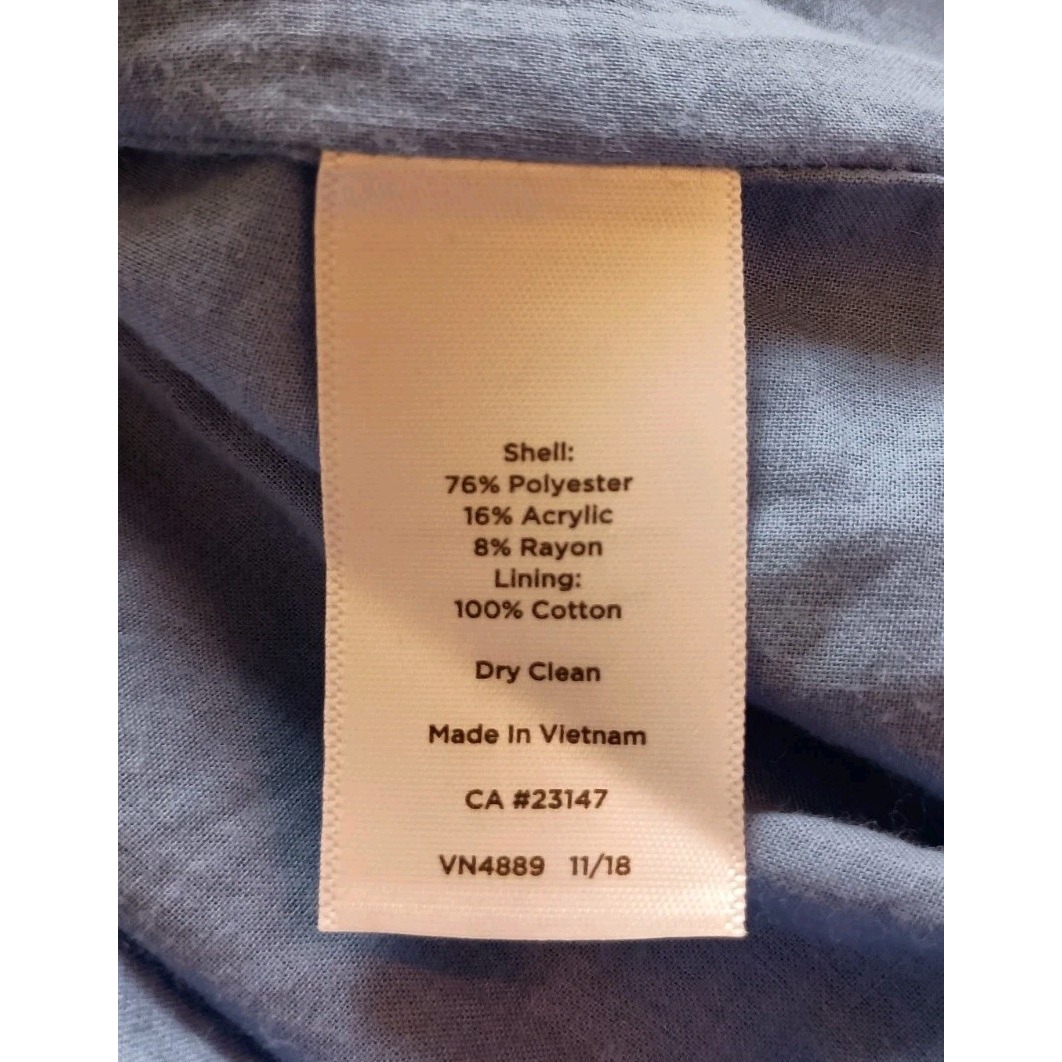 Shell:
76% Polyester
16% Acrylic
8% Rayon
Lining:
100% Cotton
Dry Clean
Made In Vietnam
CA #23147
VN4889 11/18